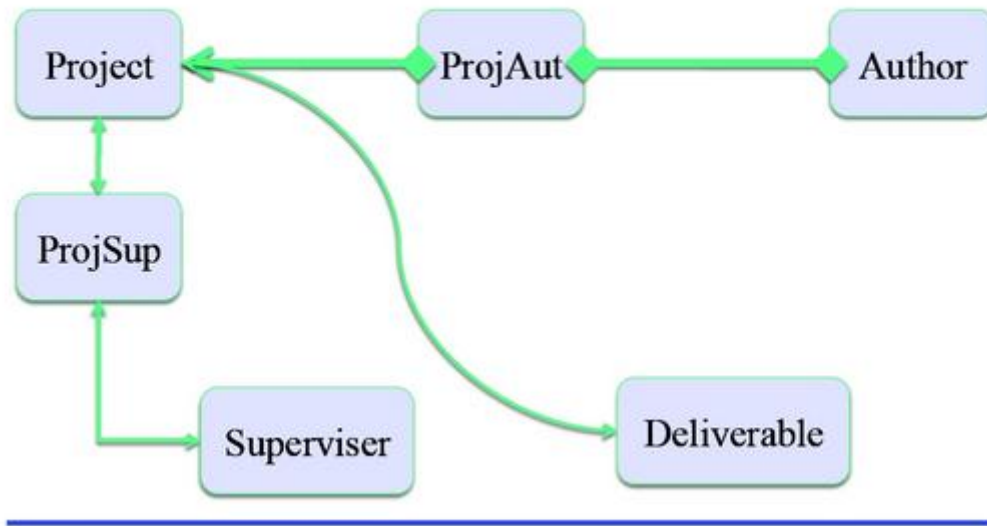 Project
ProjAut
Author
ProjSup
Superviser
Deliverable